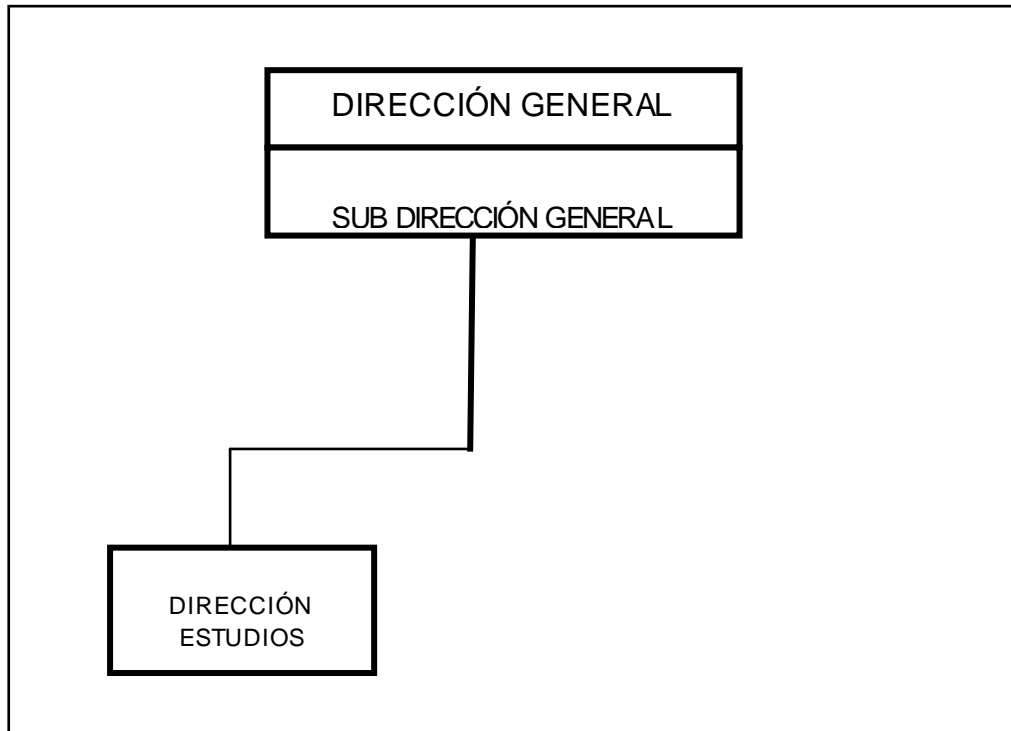 DIRECCIÓN GENERAL
SUB DIRECCIÓN GENERAL
DIRECCIÓN
ESTUDIOS